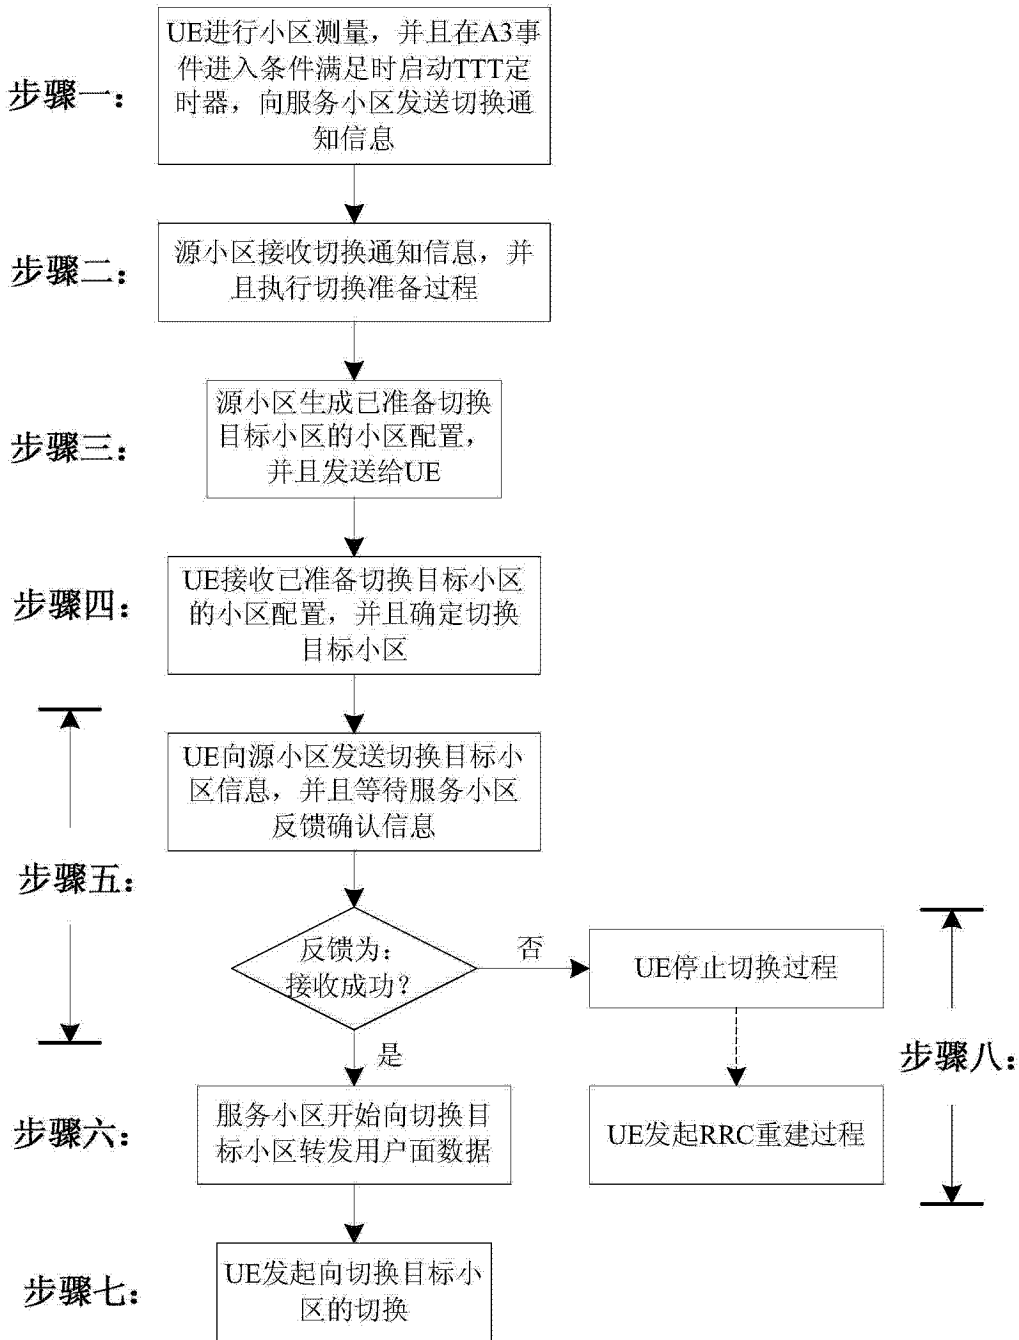 步骤一：
UE进行小区测量，并且在A3事
件进入条件满足时启动TTT定
时器，向服务小区发送切换通
知信息
步骤二：
源小区接收切换通知信息，并
且执行切换准备过程
步骤三：
源小区生成已准备切换
目标小区的小区配置，
并且发送给UE
步骤四：
UE接收已准备切换目标小区
的小区配置，并且确定切换
目标小区
步骤五：
UE向源小区发送切换目标小
区信息，并且等待服务小区
反馈确认信息
反馈为：
接收成功？
否
是
步骤八：
UE停止切换过程
UE发起RRC重建过程
步骤六：
服务小区开始向切换目
标小区转发用户面数据
步骤七：
UE发起向切换目标小
区的切换